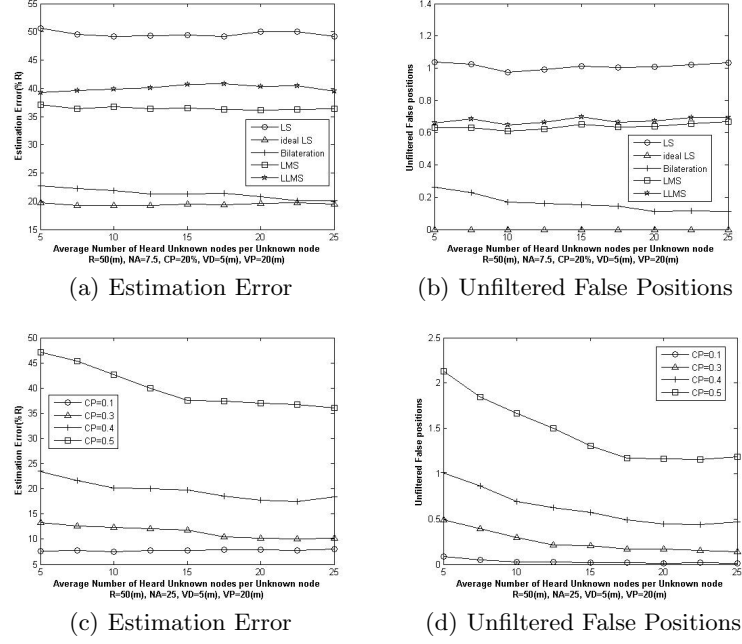 Estimation Error(%R)
55
50
45
40
35
30
25
20
15
LS
ideal LS
Bilateration
LMS
LLMS
5 10 15 20 25
Average Number of Heard Unknown nodes per Unknown node
R=50(m), NA=7.5, CP=20%, VD=5(m), VP=20(m)
(a) Estimation Error
Unfiltered False positions
1.4
1.2
1
0.8
0.6
0.4
0.2
0
LS
ideal LS
Bilateration
LMS
LLMS
5 10 15 20 25
Average Number of Heard Unknown nodes per Unknown node
R=50(m), NA=7.5, CP=20%, VD=5(m), VP=20(m)
(b) Unfiltered False Positions
Estimation Error(%R)
50
45
40
35
30
25
20
15
10
5
CP=0.1
CP=0.3
CP=0.4
CP=0.5
5 10 15 20 25
Average Number of Heard Unknown nodes per Unknown node
R=50(m), NA=25, VD=5(m), VP=20(m)
(c) Estimation Error
Unfiltered False positions
2.5
2
1.5
1
0.5
0
CP=0.1
CP=0.3
CP=0.4
CP=0.5
5 10 15 20 25
Average Number of Heard Unknown nodes per Unknown node
R=50(m), NA=25, VD=5(m), VP=20(m)
(d) Unfiltered False Positions